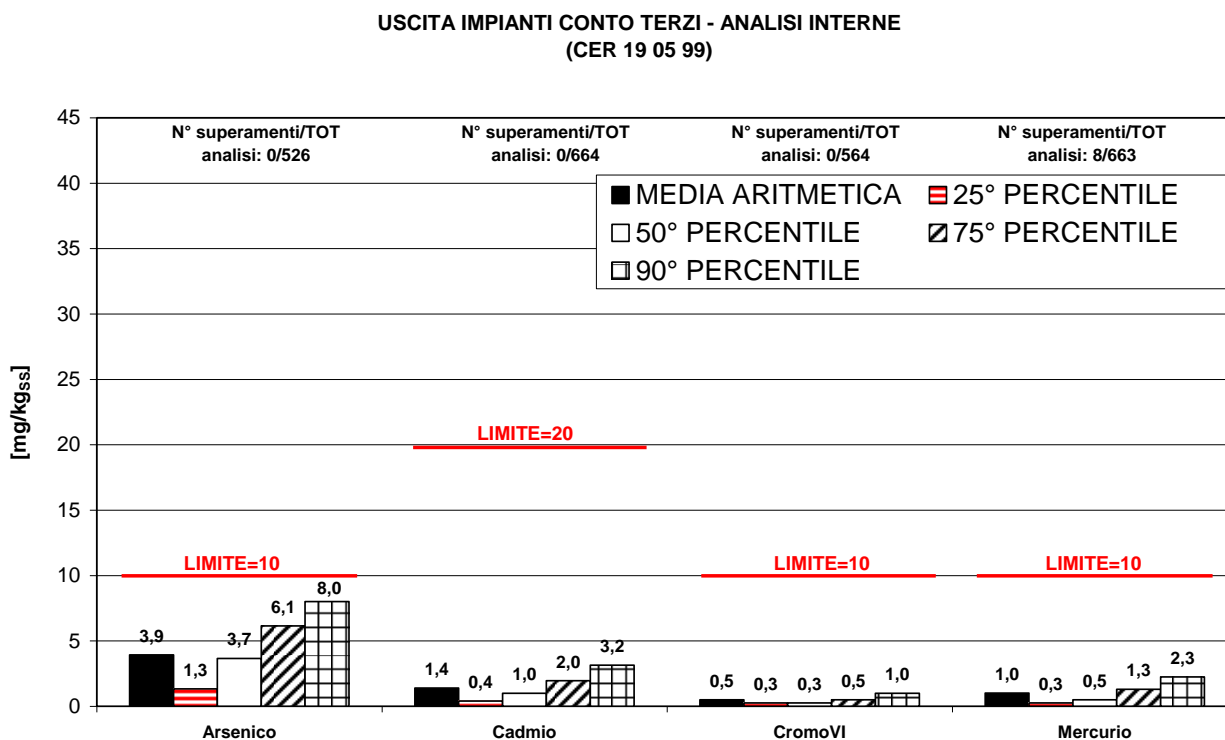 USCITA IMPIANTI CONTO TERZI - ANALISI INTERNE
(CER 19 05 99)
N° superamenti/TOT
analisi: 0/526
N° superamenti/TOT
analisi: 0/664
N° superamenti/TOT
analisi: 0/564
N° superamenti/TOT
analisi: 8/663
MEDIA ARITMETICA
25° PERCENTILE
50° PERCENTILE
75° PERCENTILE
90° PERCENTILE
[mg/kgSS]
45
40
35
30
25
20
15
10
5
0
LIMITE=10
LIMITE=20
LIMITE=10
LIMITE=10
3,9
1,3
3,7
6,1
8,0
1,4
0,4
1,0
2,0
3,2
0,5
0,3
0,3
0,5
1,0
1,0
0,3
0,5
1,3
2,3
Arsenico
Cadmio
CromoVI
Mercurio